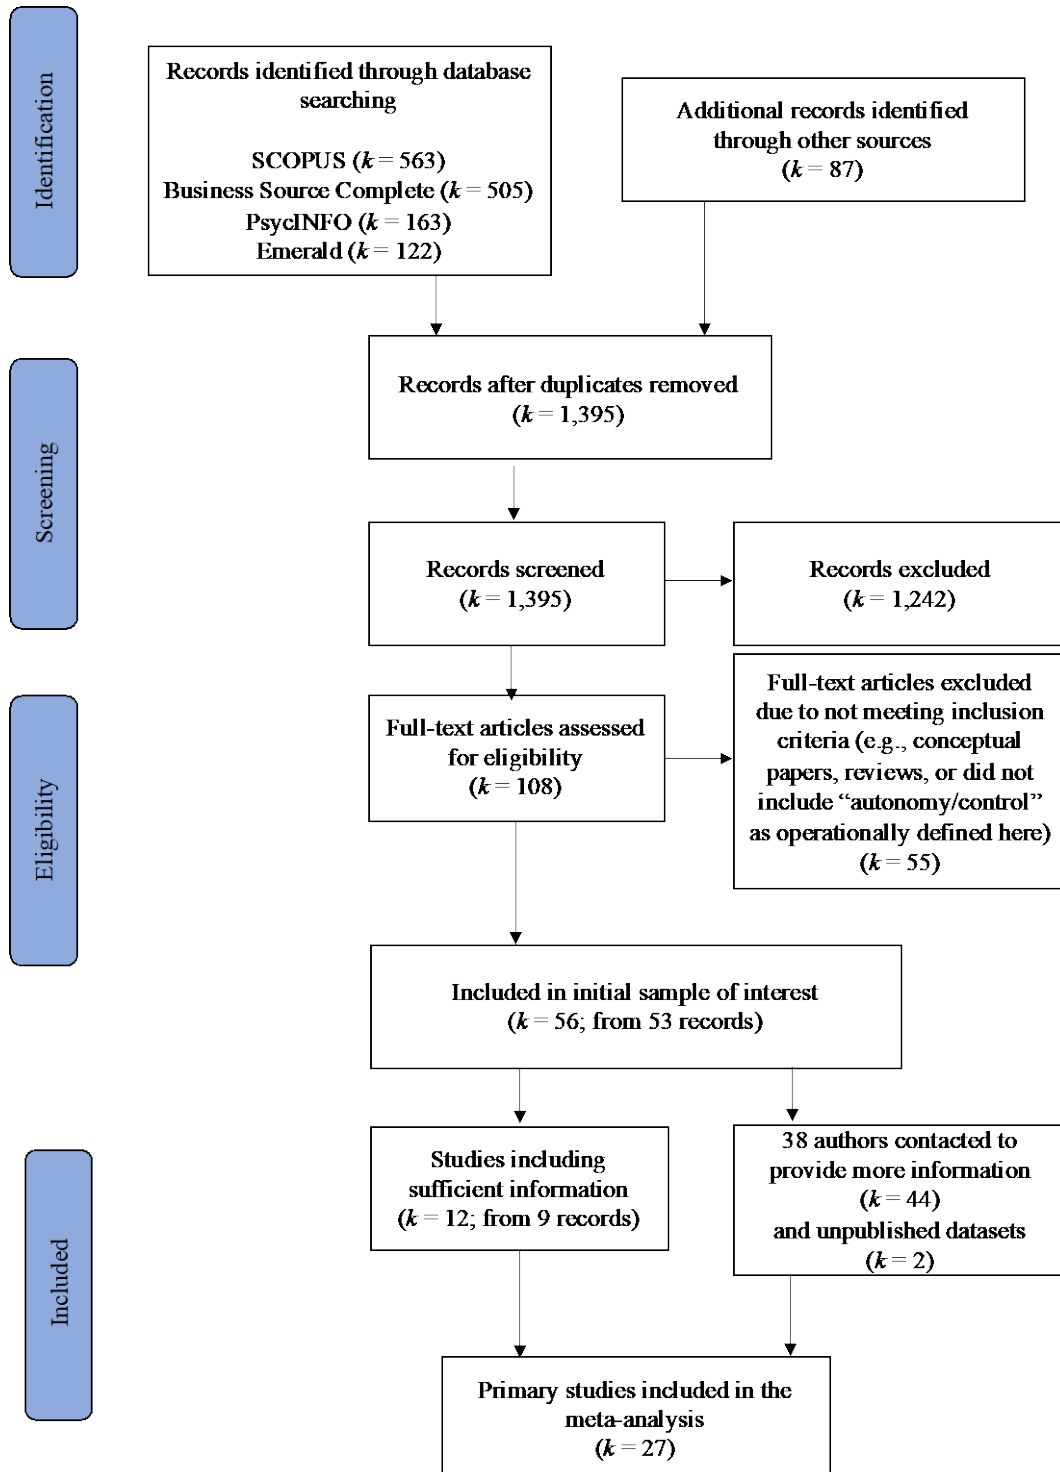 Identification
Records identified through database
searching
SCOPUS (k = 563)
Business Source Complete (k = 505)
PsycINFO (k = 163)
Emerald (k = 122)
Additional records identified
through other sources
(k = 87)
Screening
Records after duplicates removed
(k = 1,395)
Records screened
(k = 1,395)
Records excluded
(k = 1,242)
Eligibility
Full-text articles assessed
for eligibility
(k = 108)
Full-text articles excluded
due to not meeting inclusion
criteria (e.g., conceptual
papers, reviews, or did not
include “autonomy/control”
as operationally defined here)
(k = 55)
Included in initial sample of interest
(k = 56; from 53 records)
Included
Studies including
sufficient information
(k = 12; from 9 records)
38 authors contacted to
provide more information
(k = 44)
and unpublished datasets
(k = 2)
Primary studies included in the
meta-analysis
(k = 27)